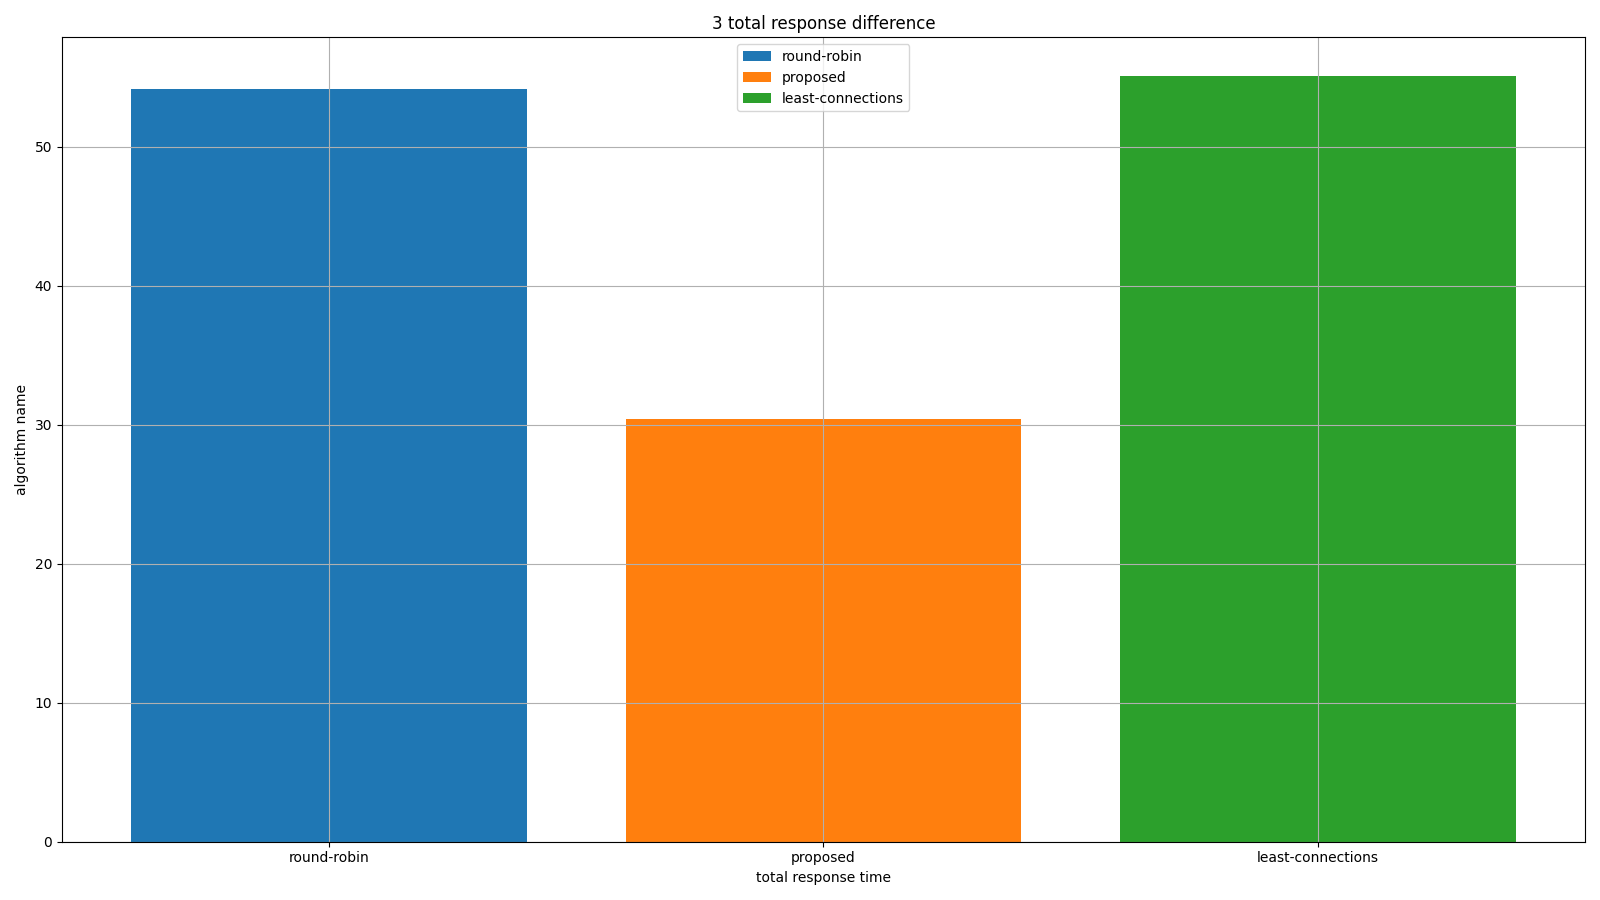 3 total response difference
round-robin
proposed
least-connections
50
40
30
20
10
0
algorithm name
round-robin
proposed
least-connections
total response time